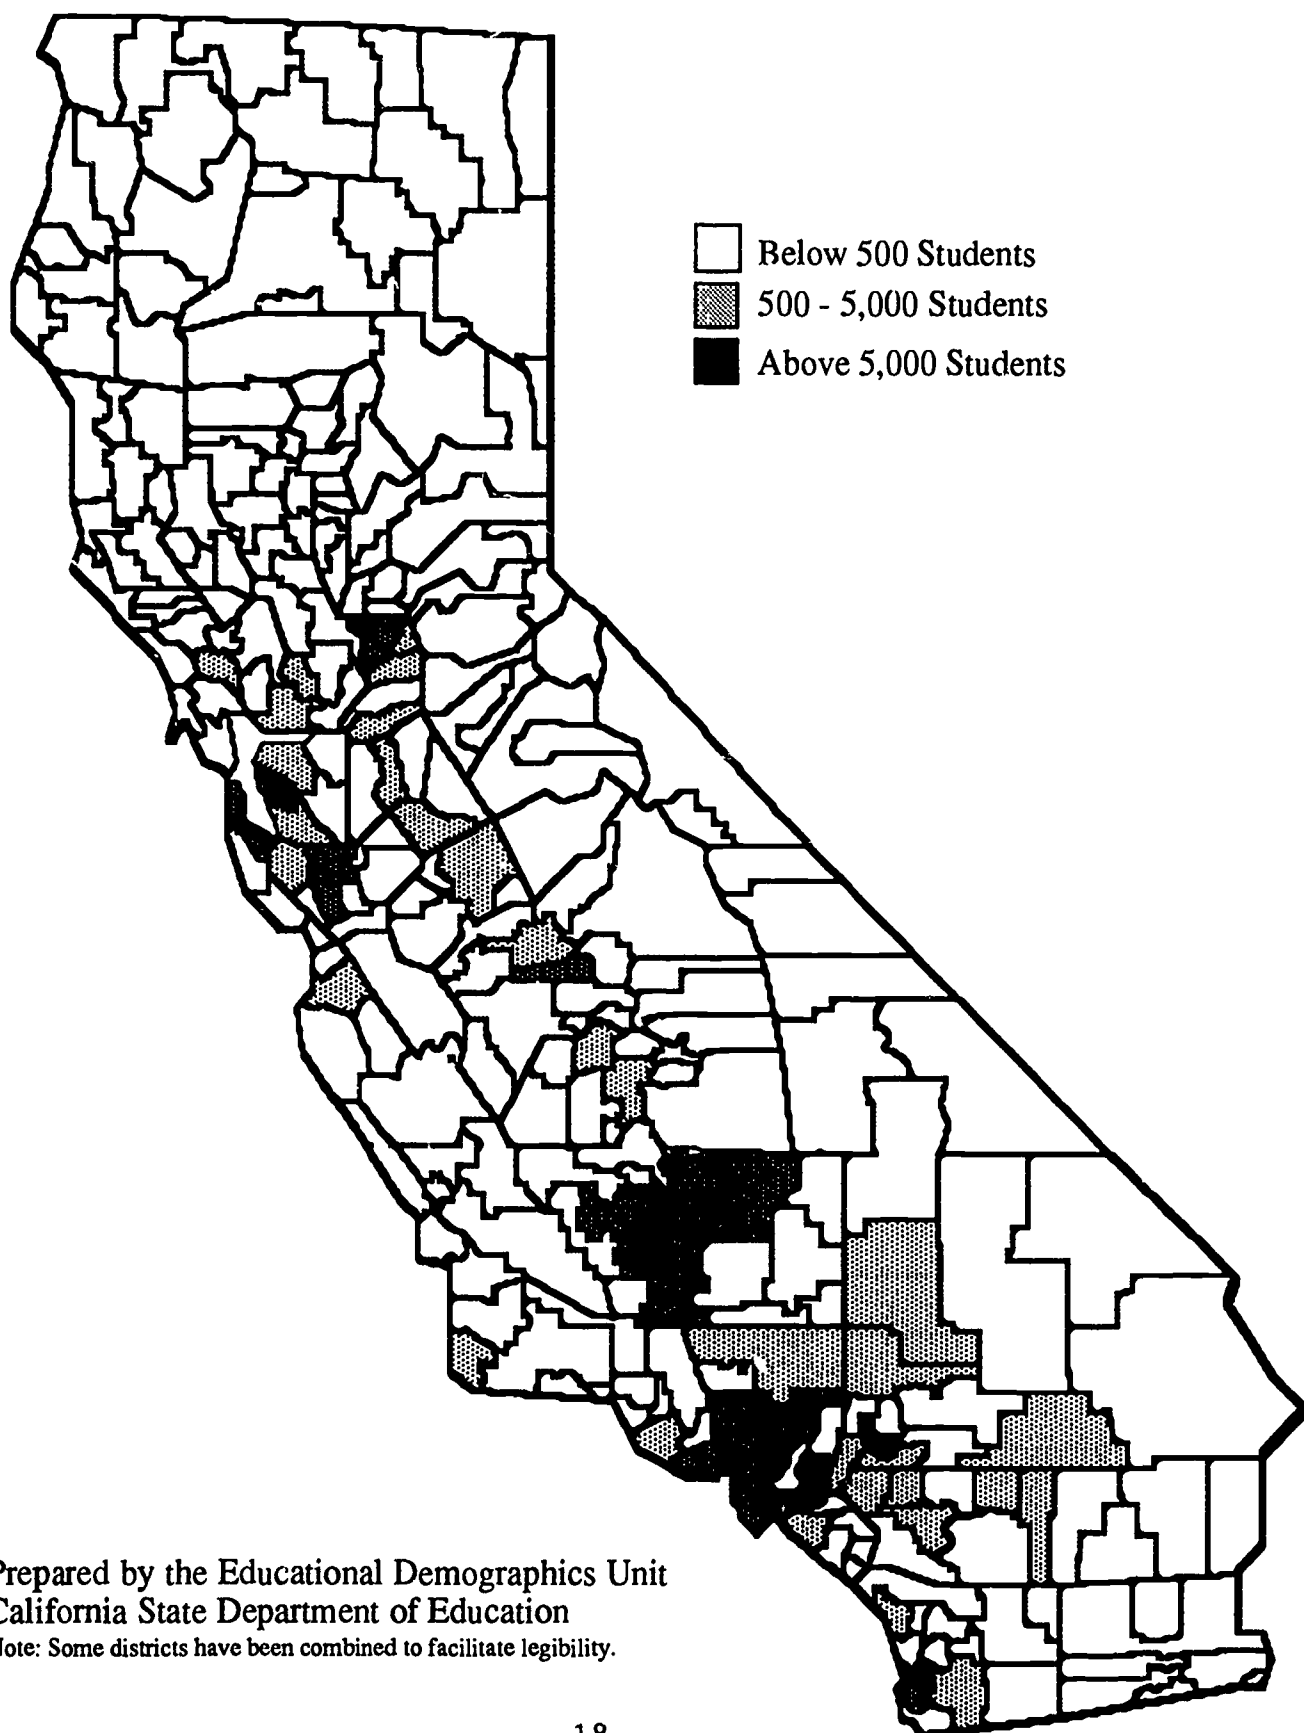 Below 500 Students
500 - 5,000 Students
Above 5,000 Students
Prepared by the Educational Demographics Unit
California State Department of Education
Note: Some districts have been combined to facilitate legibility.
18